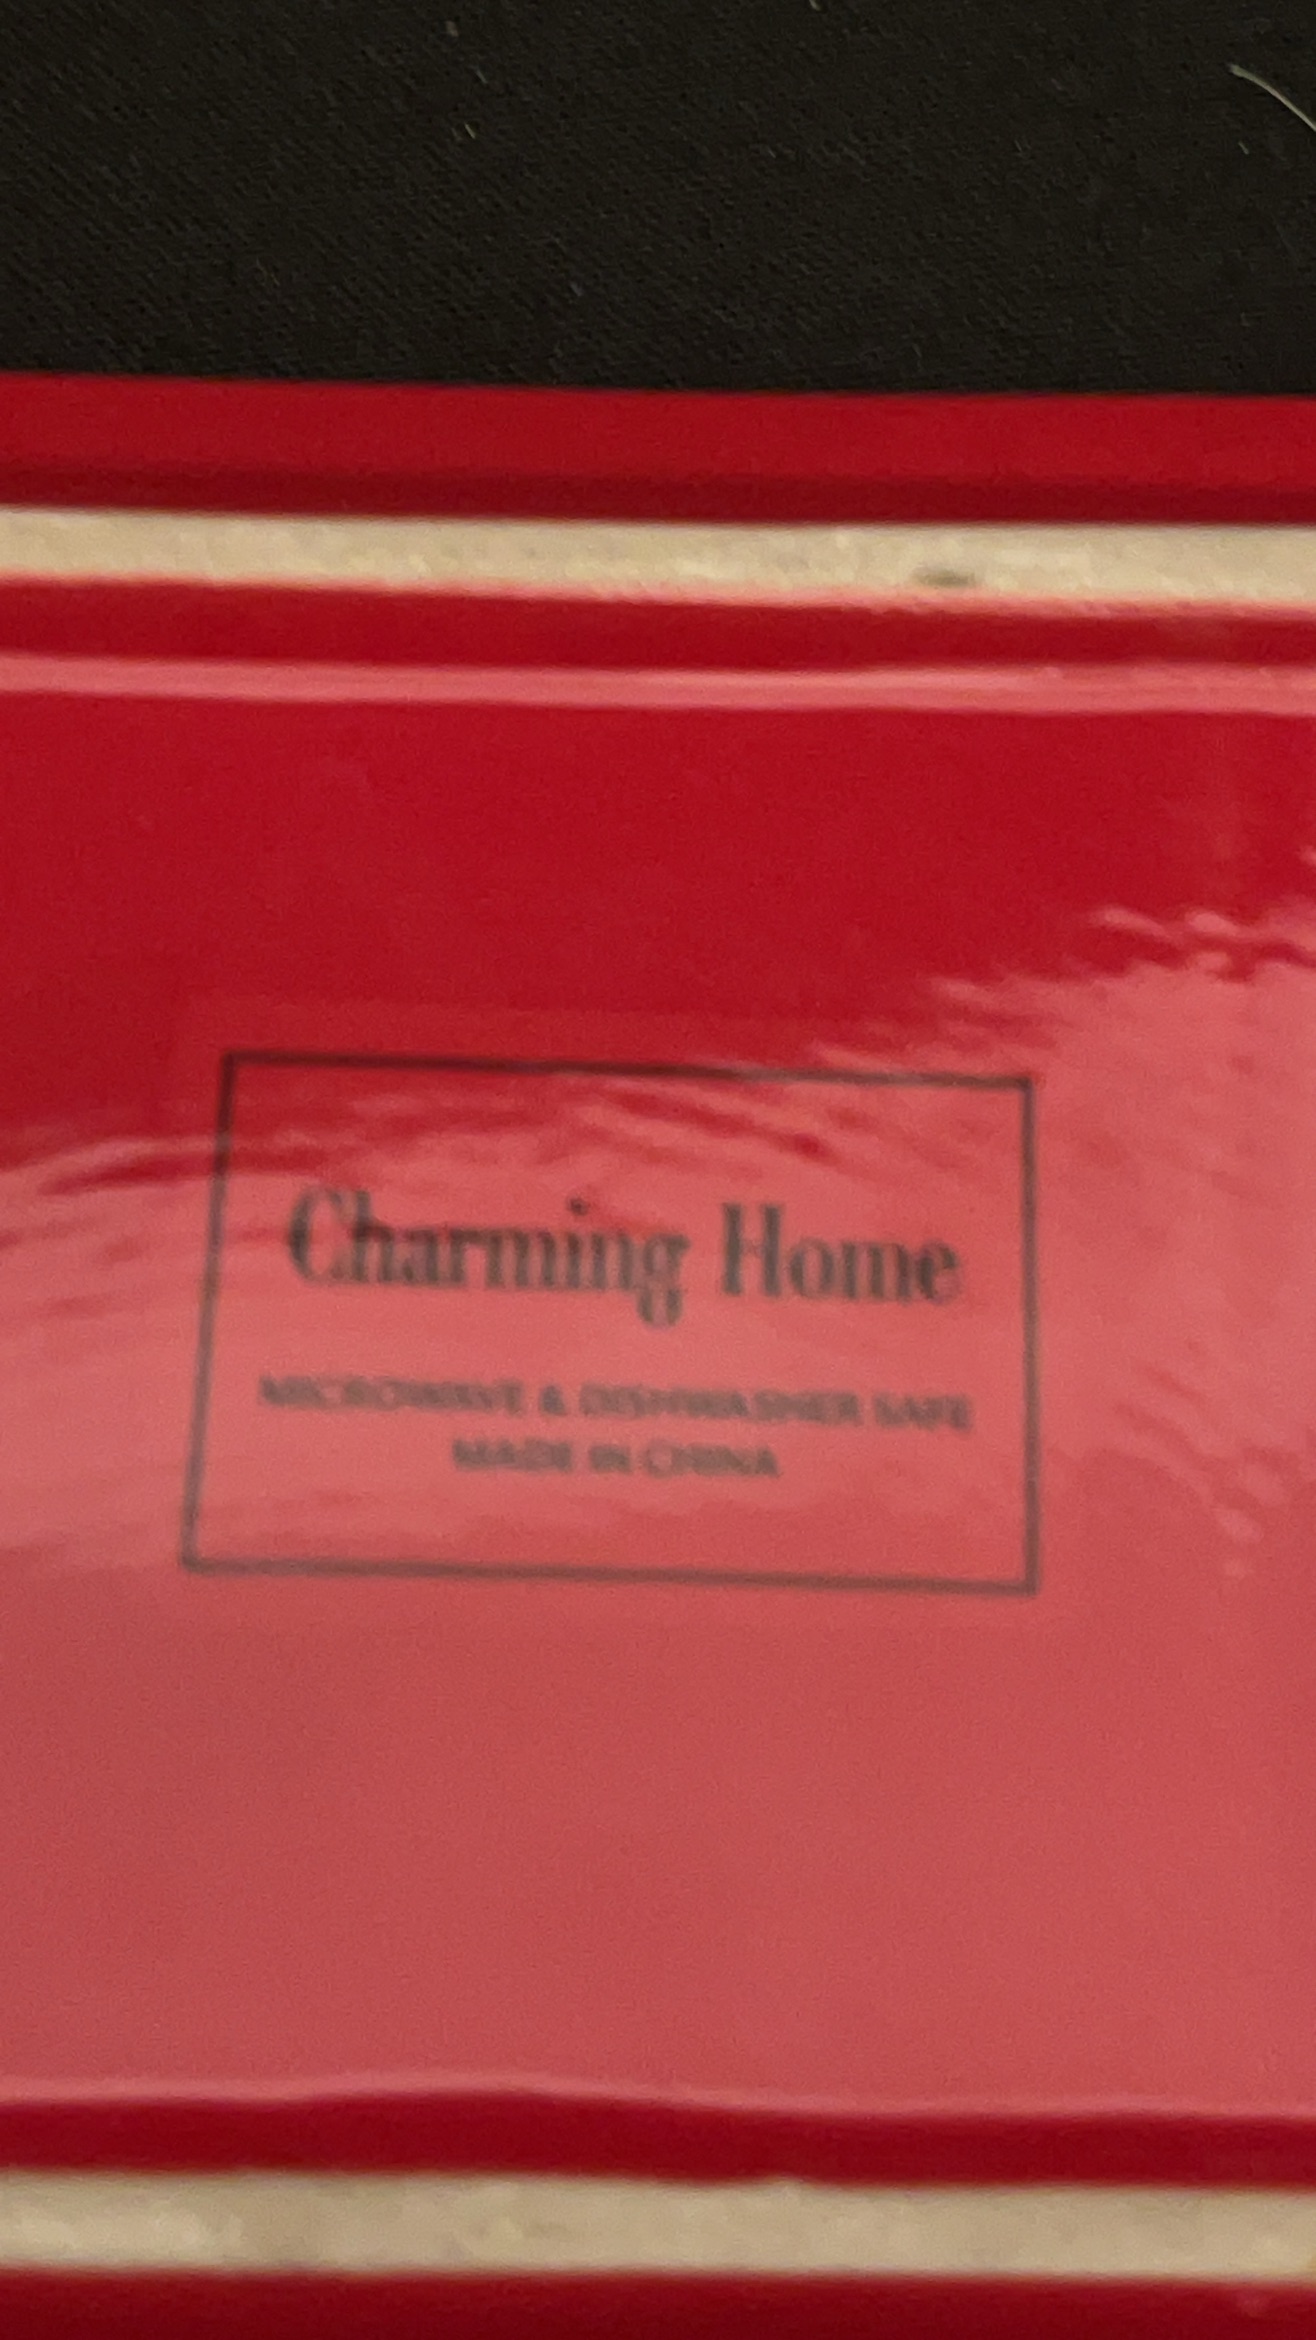 Charming Home
MICROWAVE & DISHWASHER SAFE
MADE IN CHINA